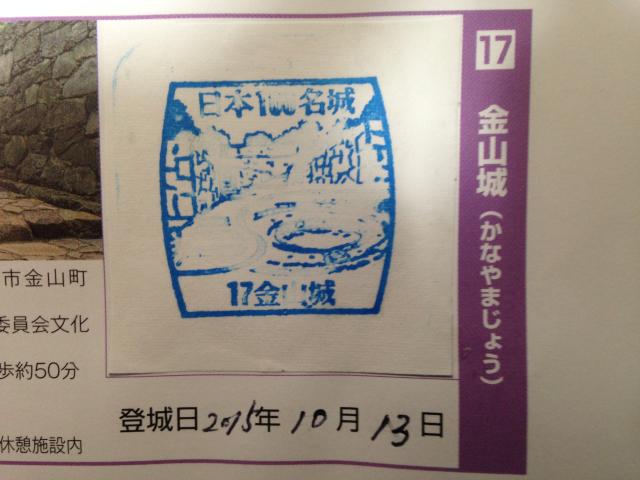 17
金山城(かなやまじょう)
日本100名城
17金山城
市金山町
委員会文化
歩約50分
休憩施設内
登城日2015年10月13日